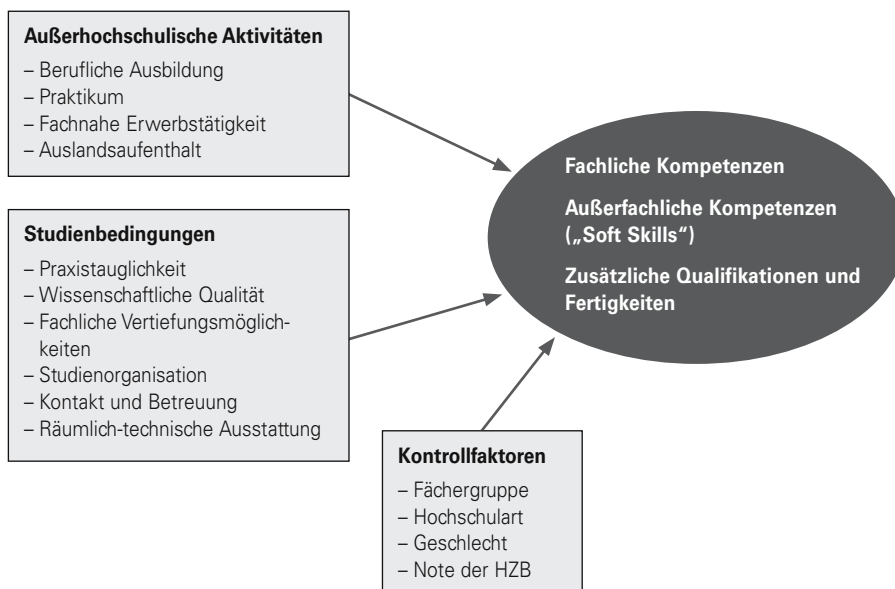 Außerhochschulische Aktivitäten
– Berufliche Ausbildung
– Praktikum
– Fachnahe Erwerbstätigkeit
– Auslandsaufenthalt
Studienbedingungen
– Praxistauglichkeit
– Wissenschaftliche Qualität
– Fachliche Vertiefungsmöglich-
keiten
– Studienorganisation
– Kontakt und Betreuung
– Räumlich-technische Ausstattung
Kontrollfaktoren
– Fächergruppe
– Hochschulart
– Geschlecht
– Note der HZB
Fachliche Kompetenzen
Außerfachliche Kompetenzen
(„Soft Skills“)
Zusätzliche Qualifikationen und
Fertigkeiten